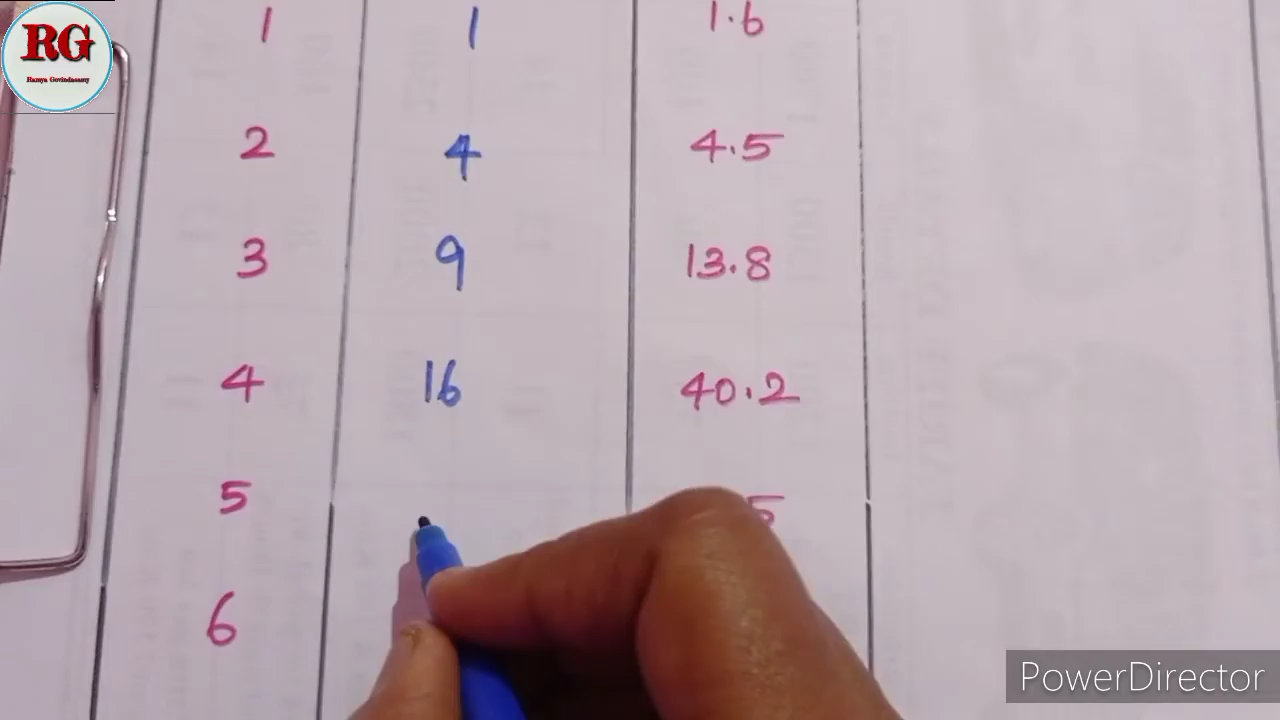 RG
Ramya Govindasamy
1 1 1.6
2 4 4.5
3 9 13.8
4 16 40.2
5 5
6
PowerDirector